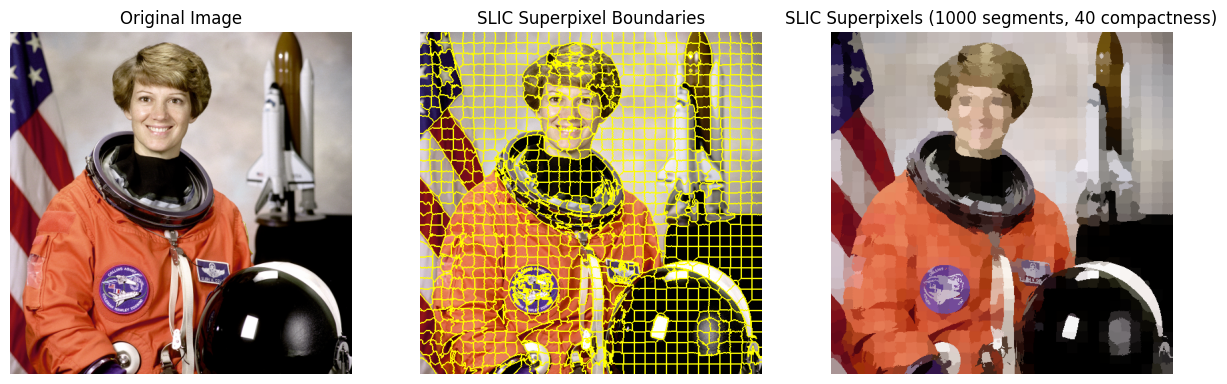 Original Image
SLIC Superpixel Boundaries
SLIC Superpixels (1000 segments, 40 compactness)